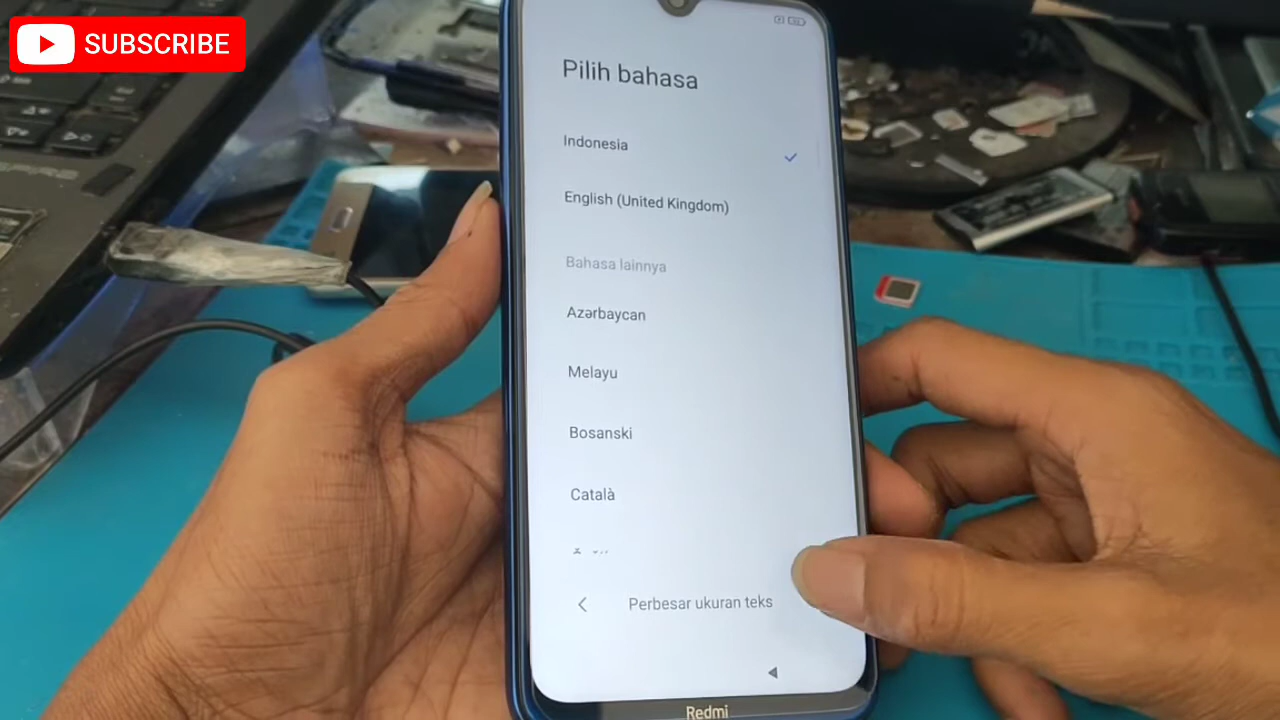 SUBSCRIBE
Pilih bahasa
Indonesia
English (United Kingdom)
Bahasa lainnya
Azərbaycan
Melayu
Bosanski
Català
Perbesar ukuran teks
Redmi